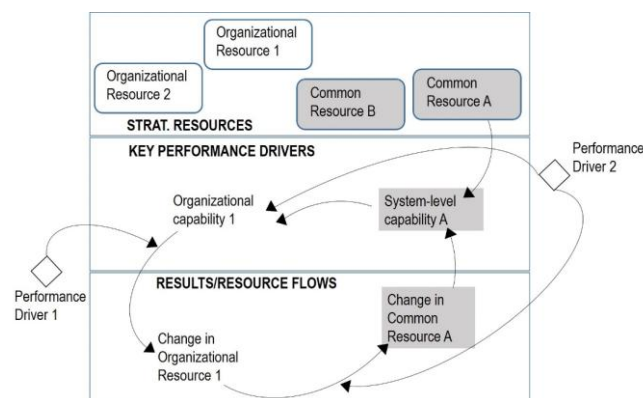 Organizational
Resource 1
Organizational
Resource 2
Common
Resource B
Common
Resource A
STRAT. RESOURCES
KEY PERFORMANCE DRIVERS
Performance
Driver 2
Organizational
capability 1
System-level
capability A
Performance
Driver 1
RESULTS/RESOURCE FLOWS
Change in
Common
Resource A
Change in
Organizational
Resource 1